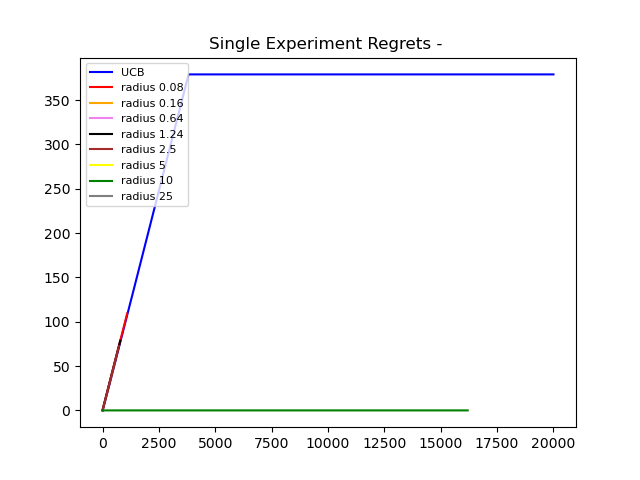 Single Experiment Regrets -
UCB
radius 0.08
radius 0.16
radius 0.64
radius 1.24
radius 2.5
radius 5
radius 10
radius 25
350
300
250
200
150
100
50
0
0 2500 5000 7500 10000 12500 15000 17500 20000